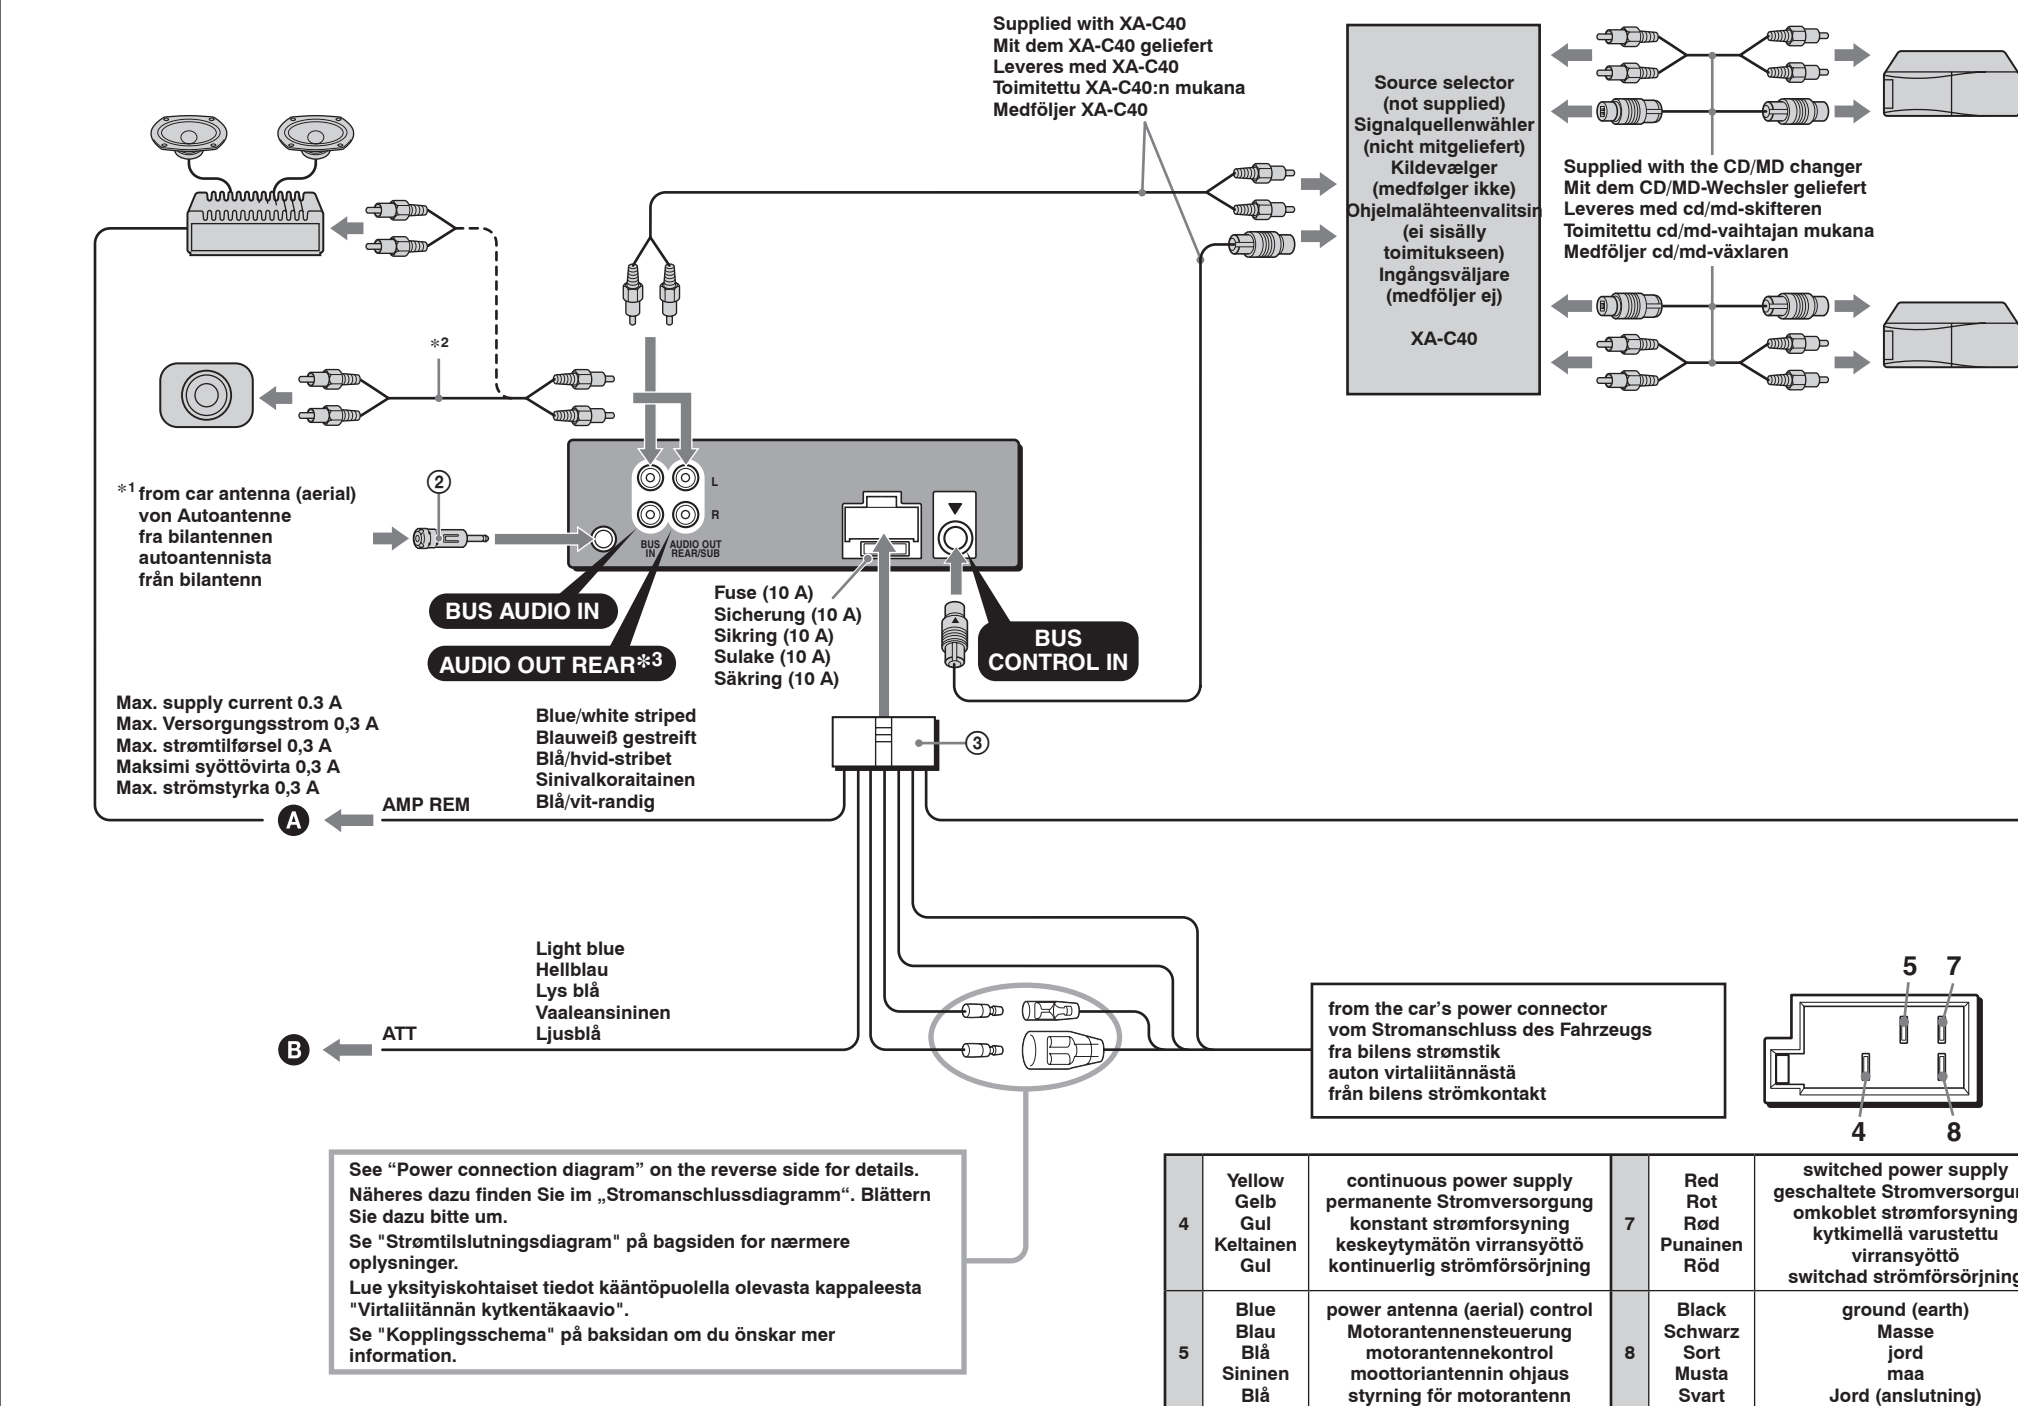 Supplied with XA-C40
Mit dem XA-C40 geliefert
Leveres med XA-C40
Toimitettu XA-C40:n mukana
Medföljer XA-C40
Source selector
(not supplied)
Signalquellenwähler
(nicht mitgeliefert)
Kildevælger
(medfølger ikke)
Ohjelmalähteenvalitsin
(ei sisälly
toimitukseen)
Ingångsväljare
(medföljer ej)
XA-C40
Supplied with the CD/MD changer
Mit dem CD/MD-Wechsler geliefert
Leveres med cd/md-skifteren
Toimitettu cd/md-vaihtajan mukana
Medföljer cd/md-växlaren
*2
*1 from car antenna (aerial)
von Autoantenne
fra bilantennen
autoantennista
från bilantenn
2
L
R
BUS IN
AUDIO OUT REAR/SUB
BUS AUDIO IN
AUDIO OUT REAR*3
Fuse (10 A)
Sicherung (10 A)
Sikring (10 A)
Sulake (10 A)
Säkring (10 A)
BUS
CONTROL IN
Max. supply current 0.3 A
Max. Versorgungsstrom 0,3 A
Max. strømtilførsel 0,3 A
Maksimi syöttövirta 0,3 A
Max. strömstyrka 0,3 A
Blue/white striped
Blauweiß gestreift
Blå/hvid-stribet
Sinivalkoraitainen
Blå/vit-randig
3
A
AMP REM
Light blue
Hellblau
Lys blå
Vaaleansininen
Ljusblå
B
ATT
from the car's power connector
vom Stromanschluss des Fahrzeugs
fra bilens strømstik
auton virtaliitännästä
från bilens strömkontakt
5 7
4 8
See “Power connection diagram” on the reverse side for details.
Näheres dazu finden Sie im „Stromanschlussdiagramm“. Blättern
Sie dazu bitte um.
Se "Strømtilslutningsdiagram" på bagsiden for nærmere
oplysninger.
Lue yksityiskohtaiset tiedot kääntöpuolella olevasta kappaleesta
"Virtaliitännän kytkentäkaavio".
Se "Kopplingsschema" på baksidan om du önskar mer
information.
4
Yellow
Gelb
Gul
Keltainen
Gul
continuous power supply
permanente Stromversorgung
konstant strømforsyning
keskeytymätön virransyöttö
kontinuerlig strömförsörjning
7
Red
Rot
Rød
Punainen
Röd
switched power supply
geschaltete
omkoblet strømforsyning
kytkimellä varustettu
virransyöttö
switchad strömförsörjning
5
Blue
Blau
Blå
Sininen
Blå
power antenna (aerial) control
Motorantennensteuerung
motorantennekontrol
moottoriantennin ohjaus
styrning för motorantenn
8
Black
Schwarz
Sort
Musta
Svart
ground (earth)
Masse
jord
maa
Jord (anslutning)